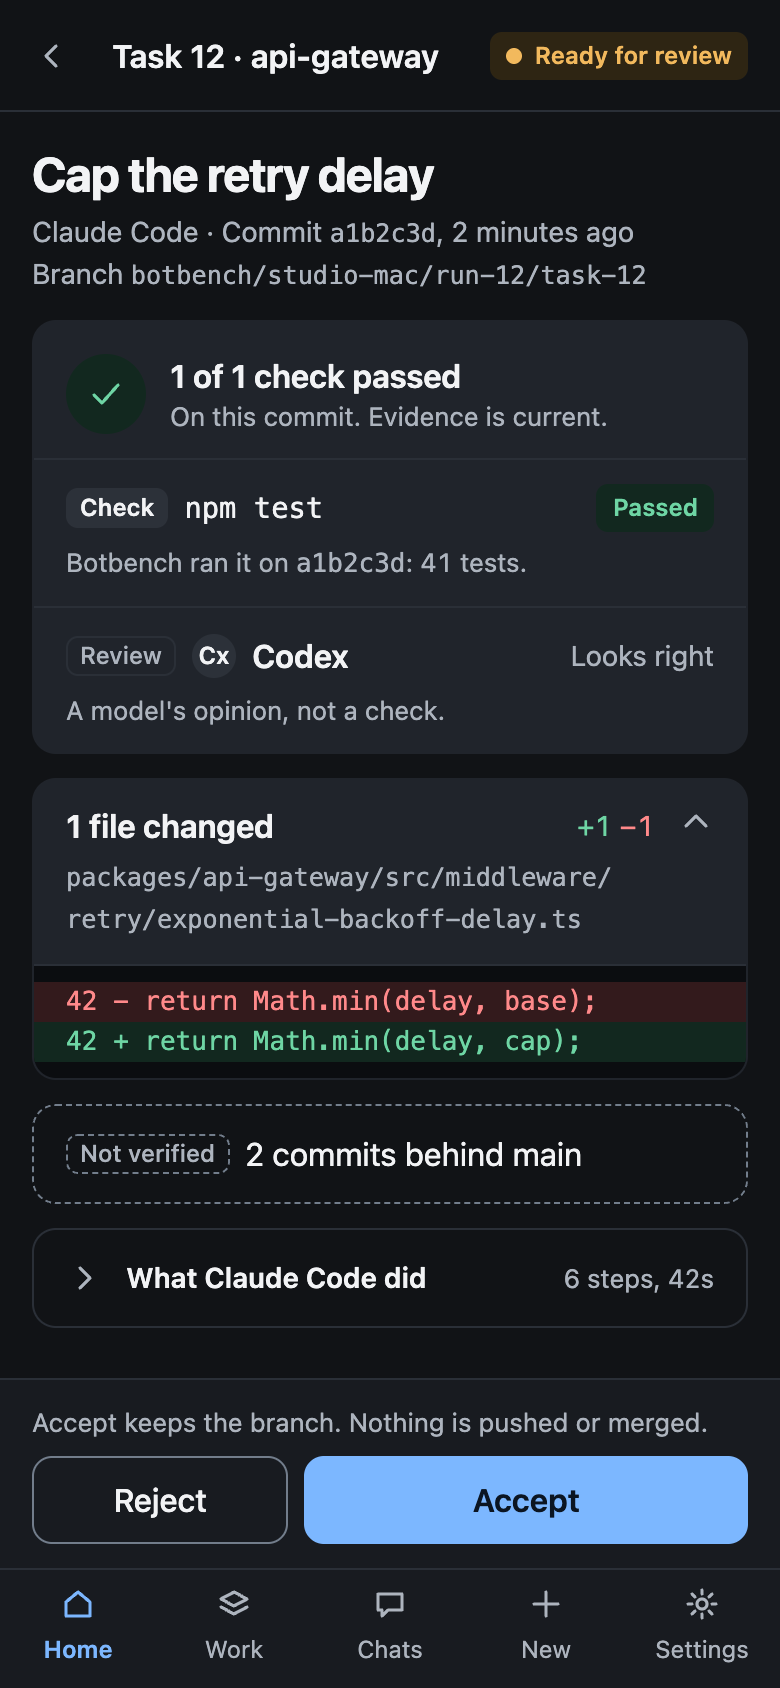 Task 12 · api-gateway
Ready for review
Cap the retry delay
Claude Code · Commit a1b2c3d, 2 minutes ago
Branch botbench/studio-mac/run-12/task-12
1 of 1 check passed
On this commit. Evidence is current.
Check npm test Passed
Botbench ran it on a1b2c3d: 41 tests.
Review Cx Codex Looks right
A model's opinion, not a check.
1 file changed +1 −1
packages/api-gateway/src/middleware/
retry/exponential-backoff-delay.ts
42 − return Math.min(delay, base);
42 + return Math.min(delay, cap);
Not verified 2 commits behind main
What Claude Code did 6 steps, 42s
Accept keeps the branch. Nothing is pushed or merged.
Reject Accept
Home Work Chats New Settings